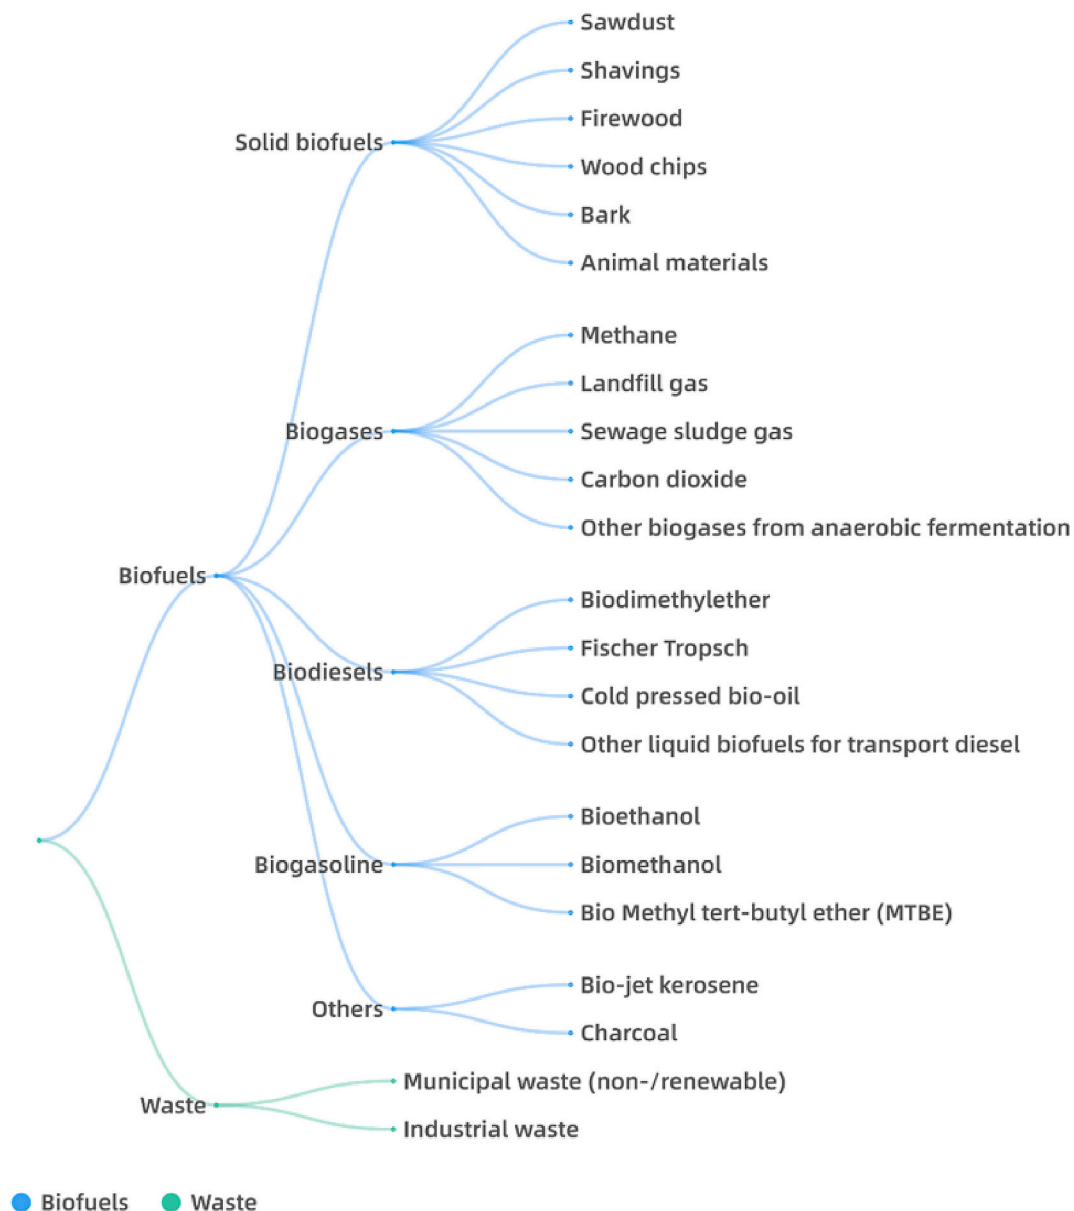 Sawdust
Shavings
Firewood
Solid biofuels
Wood chips
Bark
Animal materials
Methane
Landfill gas
Biogases
Sewage sludge gas
Carbon dioxide
Other biogases from anaerobic fermentation
Biofuels
Biodimethylether
Fischer Tropsch
Biodiesels
Cold pressed bio-oil
Other liquid biofuels for transport diesel
Bioethanol
Biogasoline
Biomethanol
Bio Methyl tert-butyl ether (MTBE)
Bio-jet kerosene
Others
Charcoal
Municipal waste (non-/renewable)
Waste
Industrial waste
Biofuels
Waste